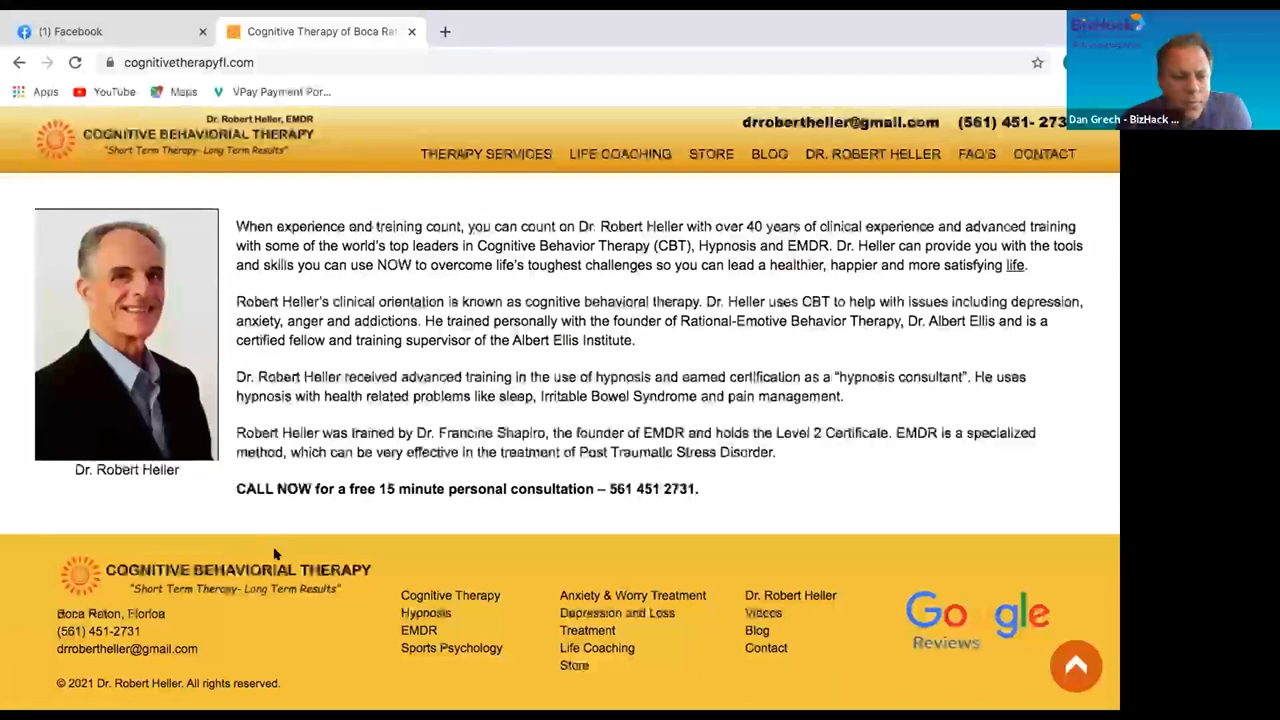 (1) Facebook
Cognitive Therapy of Boca Rat
cognitivetherapyfl.com
Apps YouTube Maps VPay Payment Por...
BizHack
Dan Grech - BizHack ...
Dr. Robert Heller, EMDR
COGNITIVE BEHAVIORIAL THERAPY
"Short Term Therapy- Long Term Results"
drrobertheller@gmail.com (561) 451- 273
THERAPY SERVICES LIFE COACHING STORE BLOG DR. ROBERT HELLER FAQ'S CONTACT
When experience and training count, you can count on Dr. Robert Heller with over 40 years of clinical experience and advanced training
with some of the world's top leaders in Cognitive Behavior Therapy (CBT), Hypnosis and EMDR. Dr. Heller can provide you with the tools
and skills you can use NOW to overcome life's toughest challenges so you can lead a healthier, happier and more satisfying life.
Robert Heller's clinical orientation is known as cognitive behavioral therapy. Dr. Heller uses CBT to help with issues including depression,
anxiety, anger and addictions. He trained personally with the founder of Rational-Emotive Behavior Therapy, Dr. Albert Ellis and is a
certified fellow and training supervisor of the Albert Ellis Institute.
Dr. Robert Heller received advanced training in the use of hypnosis and earned certification as a “hypnosis consultant”. He uses
hypnosis with health related problems like sleep, Irritable Bowel Syndrome and pain management.
Robert Heller was trained by Dr. Francine Shapiro, the founder of EMDR and holds the Level 2 Certificate. EMDR is a specialized
method, which can be very effective in the treatment of Post Traumatic Stress Disorder.
Dr. Robert Heller
CALL NOW for a free 15 minute personal consultation – 561 451 2731.
COGNITIVE BEHAVIORIAL THERAPY
"Short Term Therapy- Long Term Results"
Boca Raton, Florida
(561) 451-2731
drrobertheller@gmail.com
© 2021 Dr. Robert Heller. All rights reserved.
Cognitive Therapy
Hypnosis
EMDR
Sports Psychology
Anxiety & Worry Treatment
Depression and Loss
Treatment
Life Coaching
Store
Dr. Robert Heller
Videos
Blog
Contact
Google
Reviews